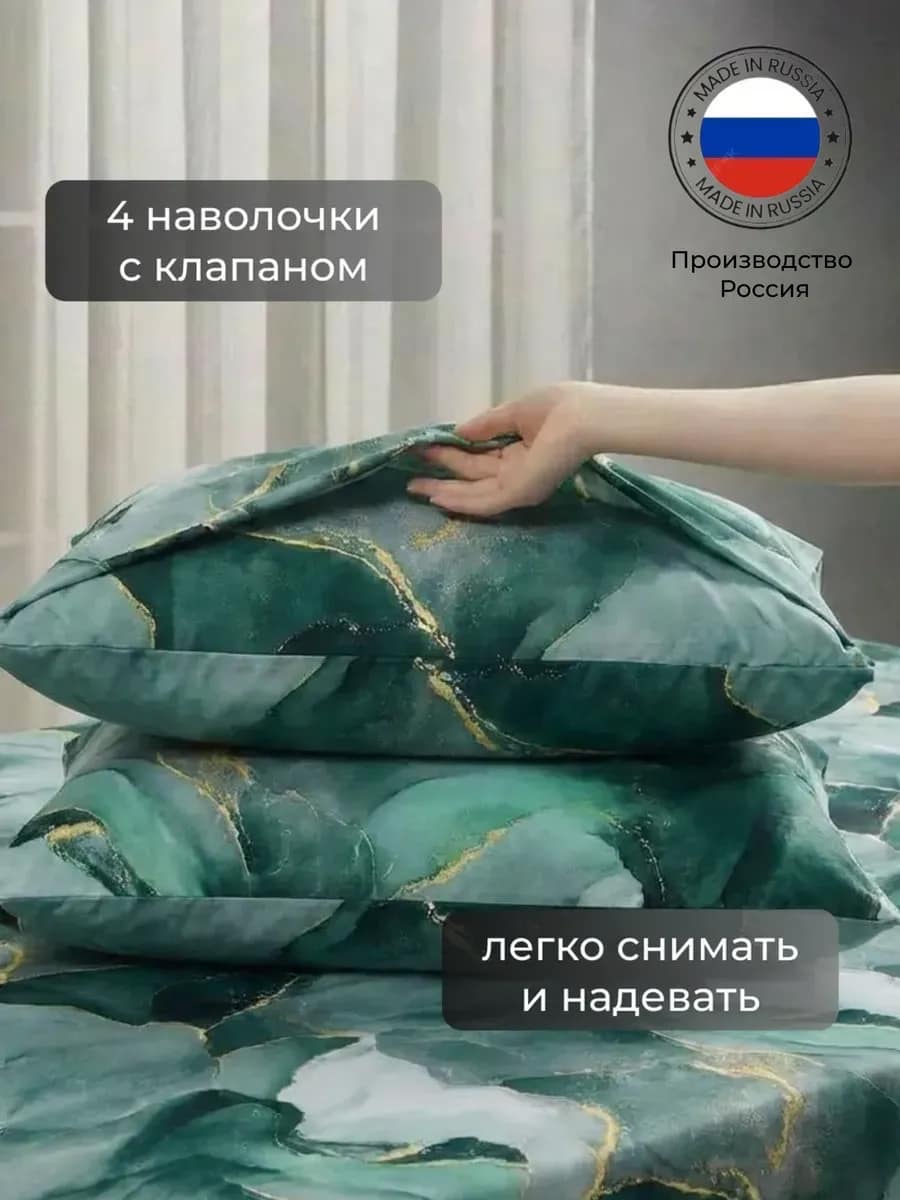 MADE IN RUSSIA
MADE IN RUSSIA
Производство
Россия
4 наволочки
с клапаном
легко снимать
и надевать